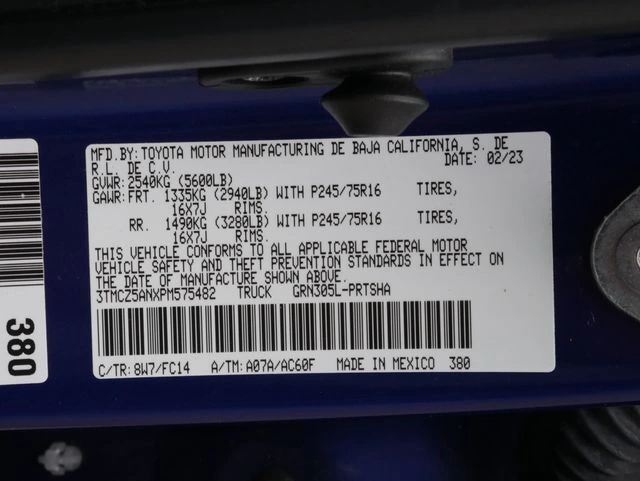 MFD.BY: TOYOTA MOTOR MANUFACTURING DE BAJA CALIFORNIA, S. DE
R.L. DE C.V. DATE: 02/23
GVWR: 2540KG (5600LB)
GAWR: FRT. 1335KG (2940LB) WITH P245/75R16 TIRES,
16X7J RIMS.
RR. 1490KG (3280LB) WITH P245/75R16 TIRES,
16X7J RIMS.
THIS VEHICLE CONFORMS TO ALL APPLICABLE FEDERAL MOTOR
VEHICLE SAFETY AND THEFT PREVENTION STANDARDS IN EFFECT ON
THE DATE OF MANUFACTURE SHOWN ABOVE.
3TMCZ5ANXPM575482 TRUCK GRN305L-PRTSHA
C/TR: 8W7/FC14 A/TM: A07A/AC60F MADE IN MEXICO 380
380